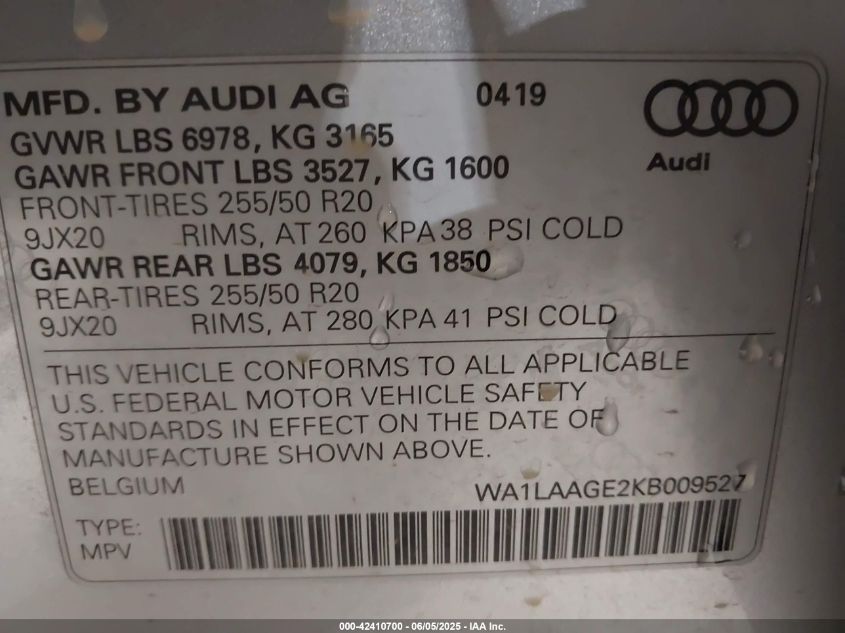 MFD. BY AUDI AG 0419
Audi
GVWR LBS 6978, KG 3165
GAWR FRONT LBS 3527, KG 1600
FRONT-TIRES 255/50 R20
9JX20 RIMS, AT 260 KPA 38 PSI COLD
GAWR REAR LBS 4079, KG 1850
REAR-TIRES 255/50 R20
9JX20 RIMS, AT 280 KPA 41 PSI COLD
THIS VEHICLE CONFORMS TO ALL APPLICABLE
U.S. FEDERAL MOTOR VEHICLE SAFETY
STANDARDS IN EFFECT ON THE DATE OF
MANUFACTURE SHOWN ABOVE.
BELGIUM WA1LAAGE2KB009527
TYPE:
MPV
000-42410700 - 06/05/2025 - IAA Inc.